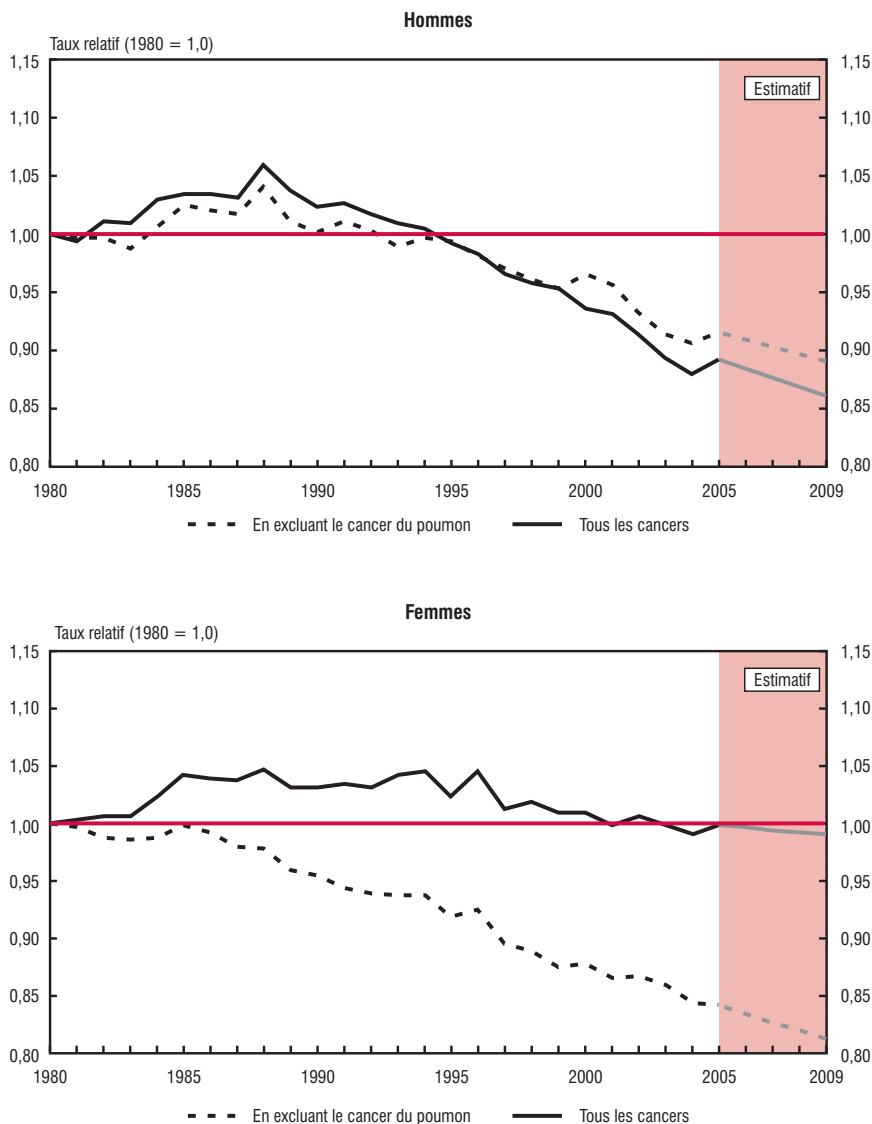 Hommes
Taux relatif (1980 = 1,0)
1,15 1,15
Estimatif
1,10 1,10
1,05 1,05
1,00 1,00
0,95 0,95
0,90 0,90
0,85 0,85
0,80 0,80
1980 1985 1990 1995 2000 2005 2009
En excluant le cancer du poumon Tous les cancers
Femmes
Taux relatif (1980 = 1,0)
1,15 1,15
Estimatif
1,10 1,10
1,05 1,05
1,00 1,00
0,95 0,95
0,90 0,90
0,85 0,85
0,80 0,80
1980 1985 1990 1995 2000 2005 2009
En excluant le cancer du poumon Tous les cancers